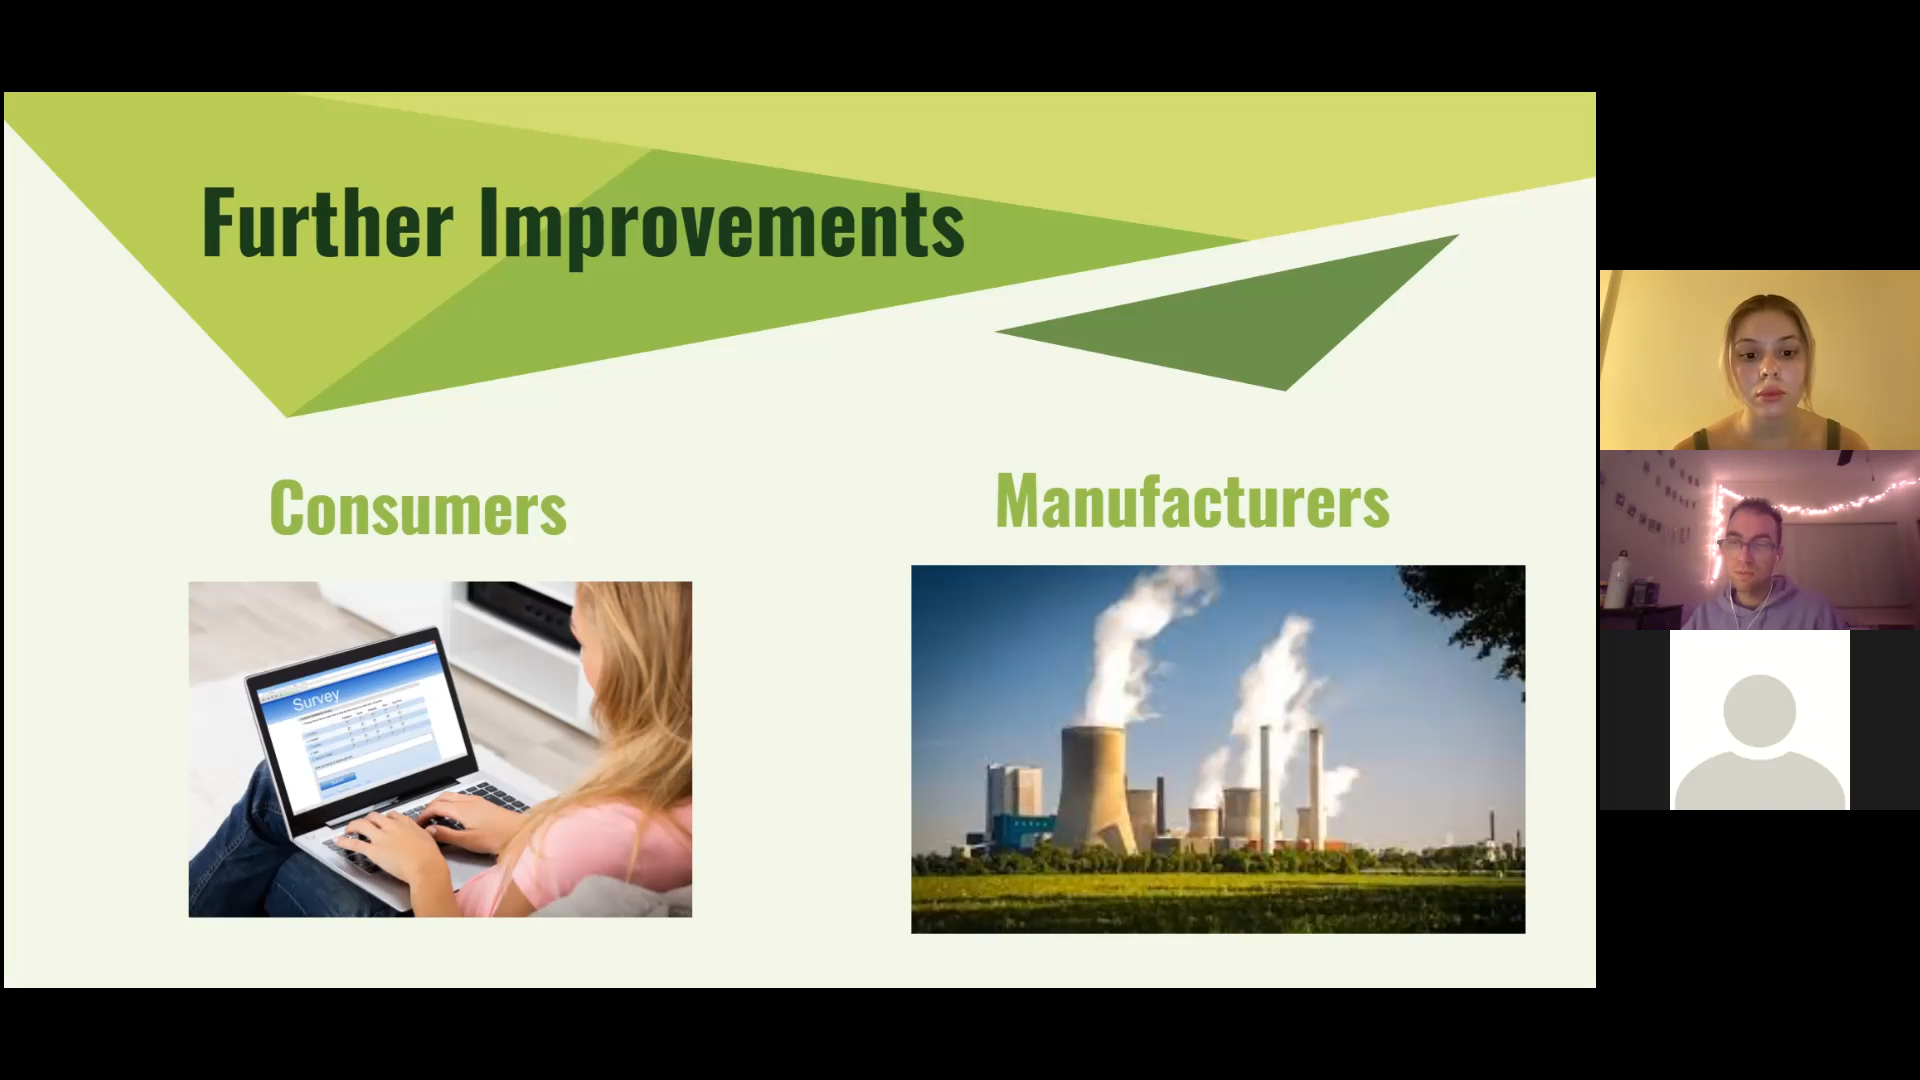 Further Improvements
Consumers
Manufacturers
Survey